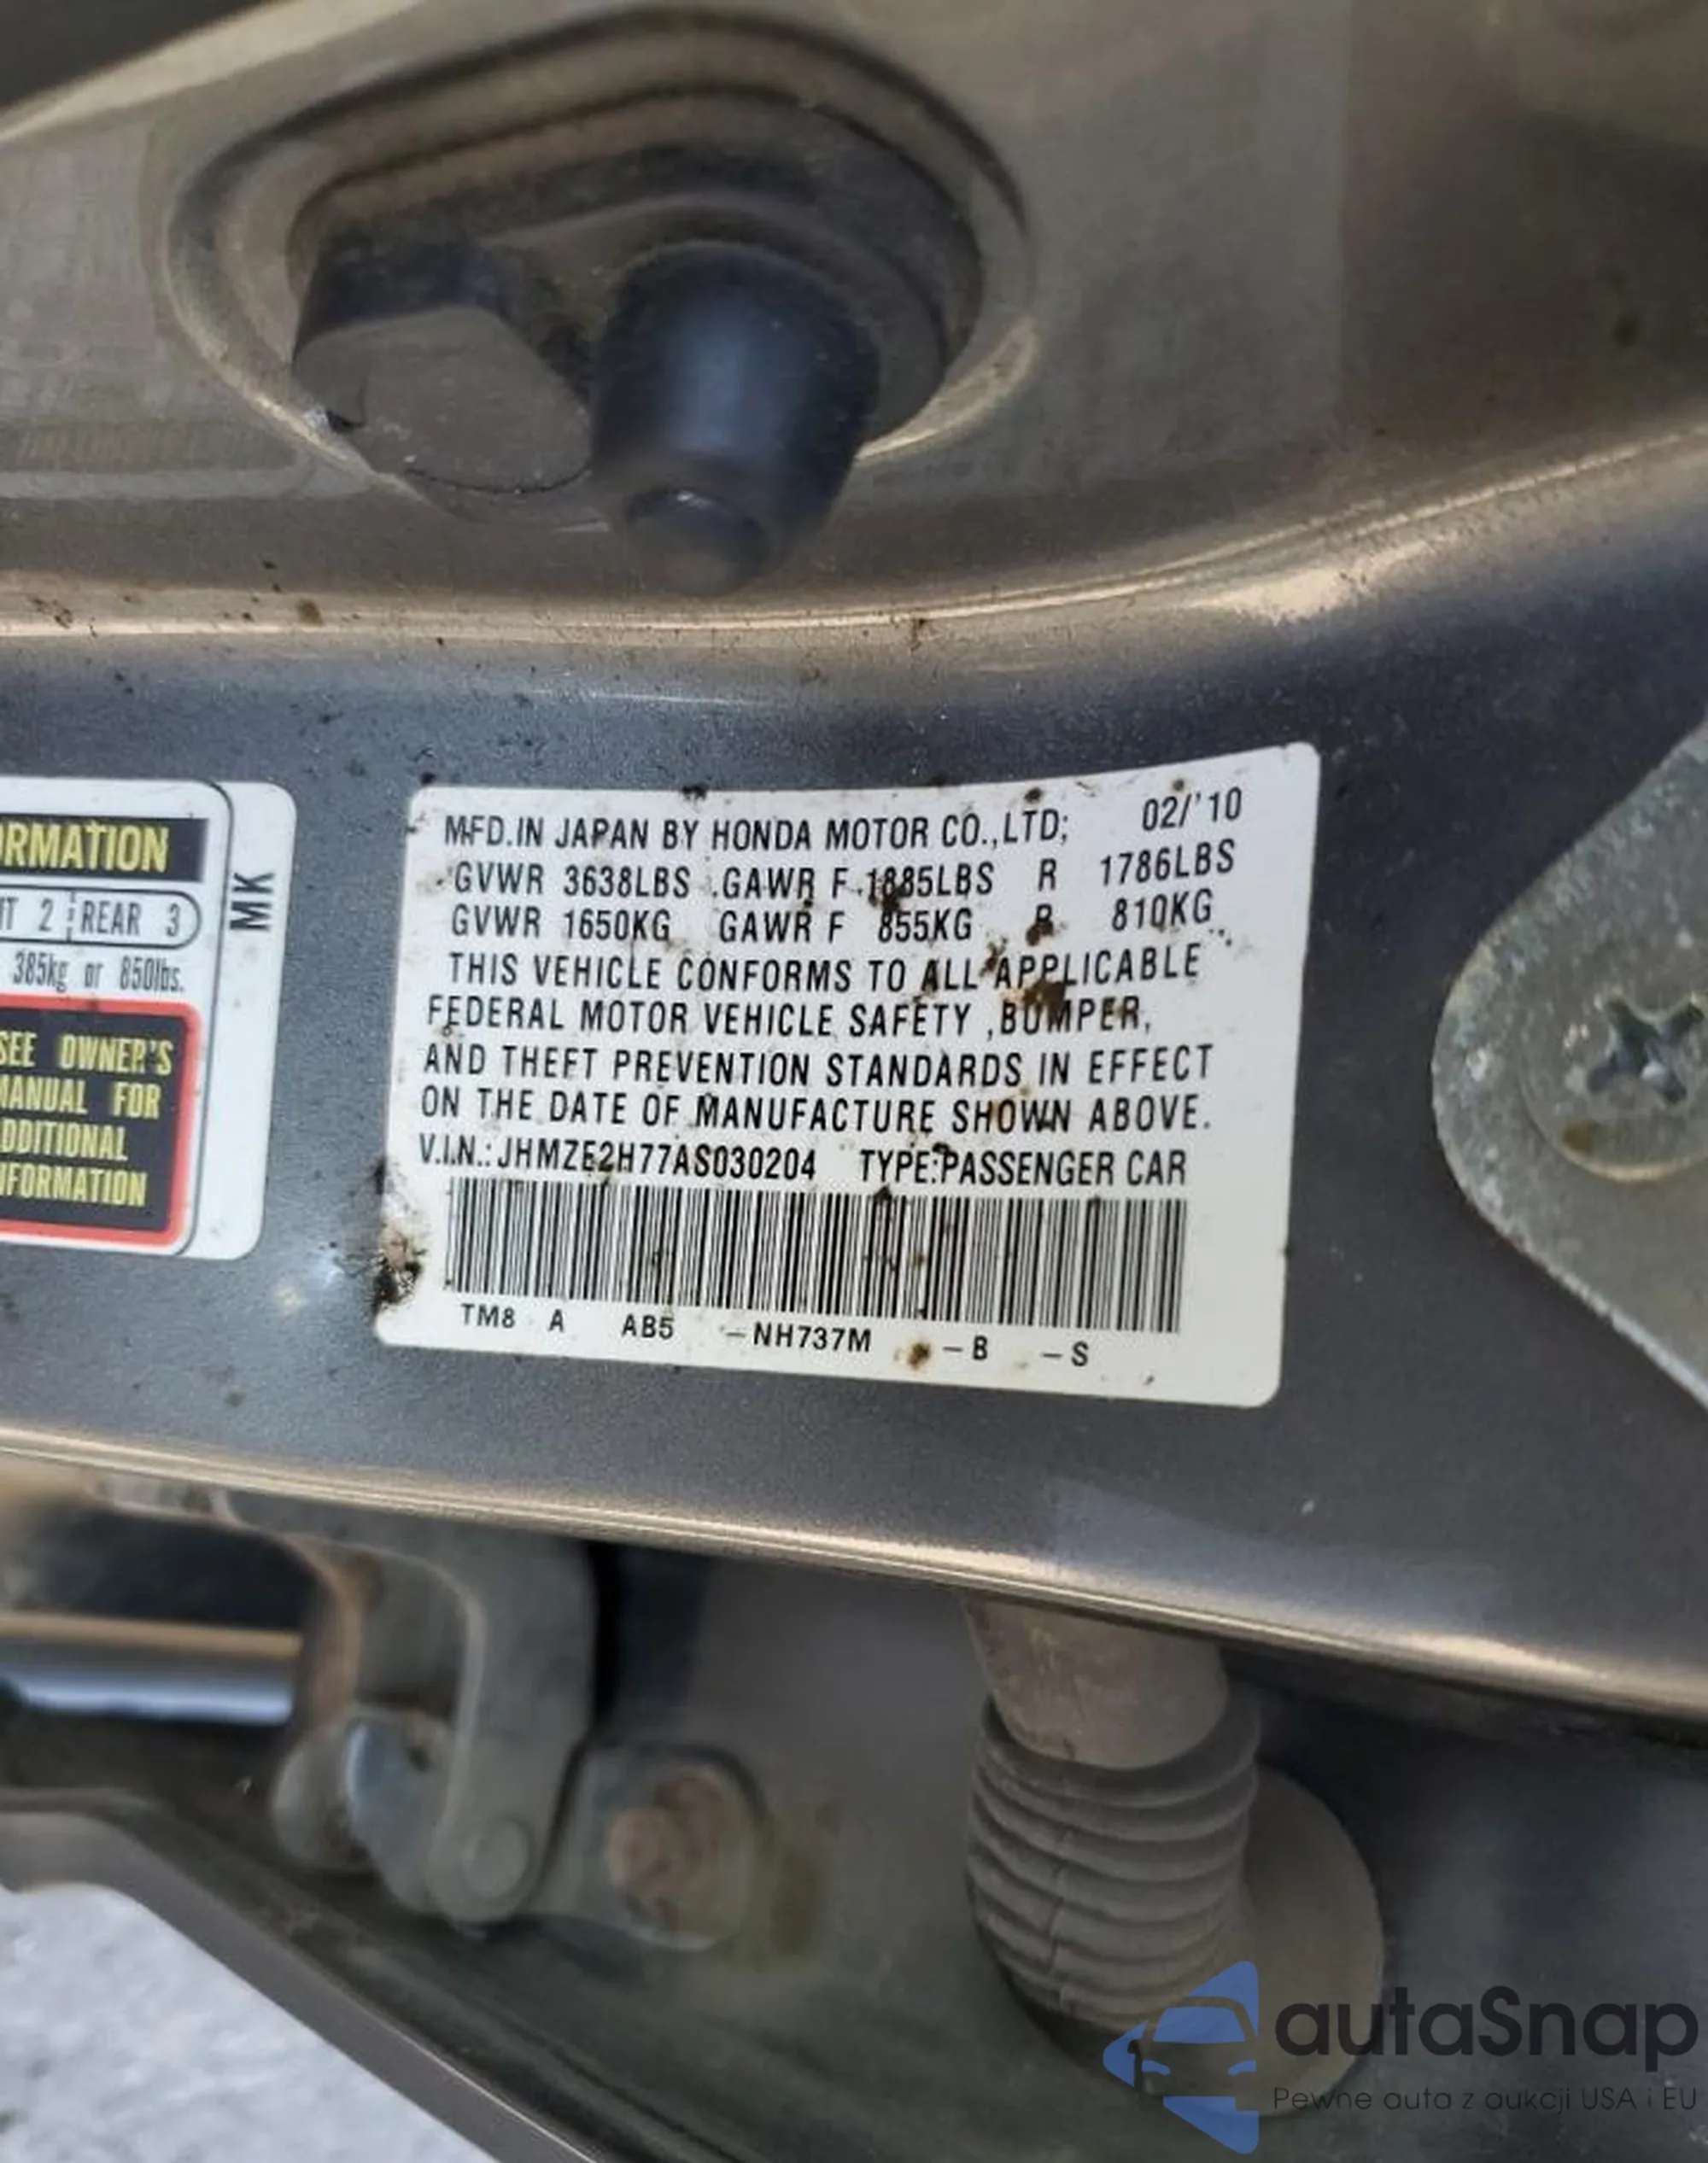 ORMATION
NT 2 REAR 3
385kg or 850lbs.
SEE OWNER'S
MANUAL FOR
ADDITIONAL
INFORMATION
MK
MFD.IN JAPAN BY HONDA MOTOR CO.,LTD; 02/'10
GVWR 3638LBS GAWR F 1885LBS R 1786LBS
GVWR 1650KG GAWR F 855KG R 810KG
THIS VEHICLE CONFORMS TO ALL APPLICABLE
FEDERAL MOTOR VEHICLE SAFETY ,BUMPER,
AND THEFT PREVENTION STANDARDS IN EFFECT
ON THE DATE OF MANUFACTURE SHOWN ABOVE.
V.I.N.: JHMZE2H77AS030204 TYPE:PASSENGER CAR
TM8 A AB5 –NH737M –B –S
autaSnap
Pewne auta z aukcji USA i EU